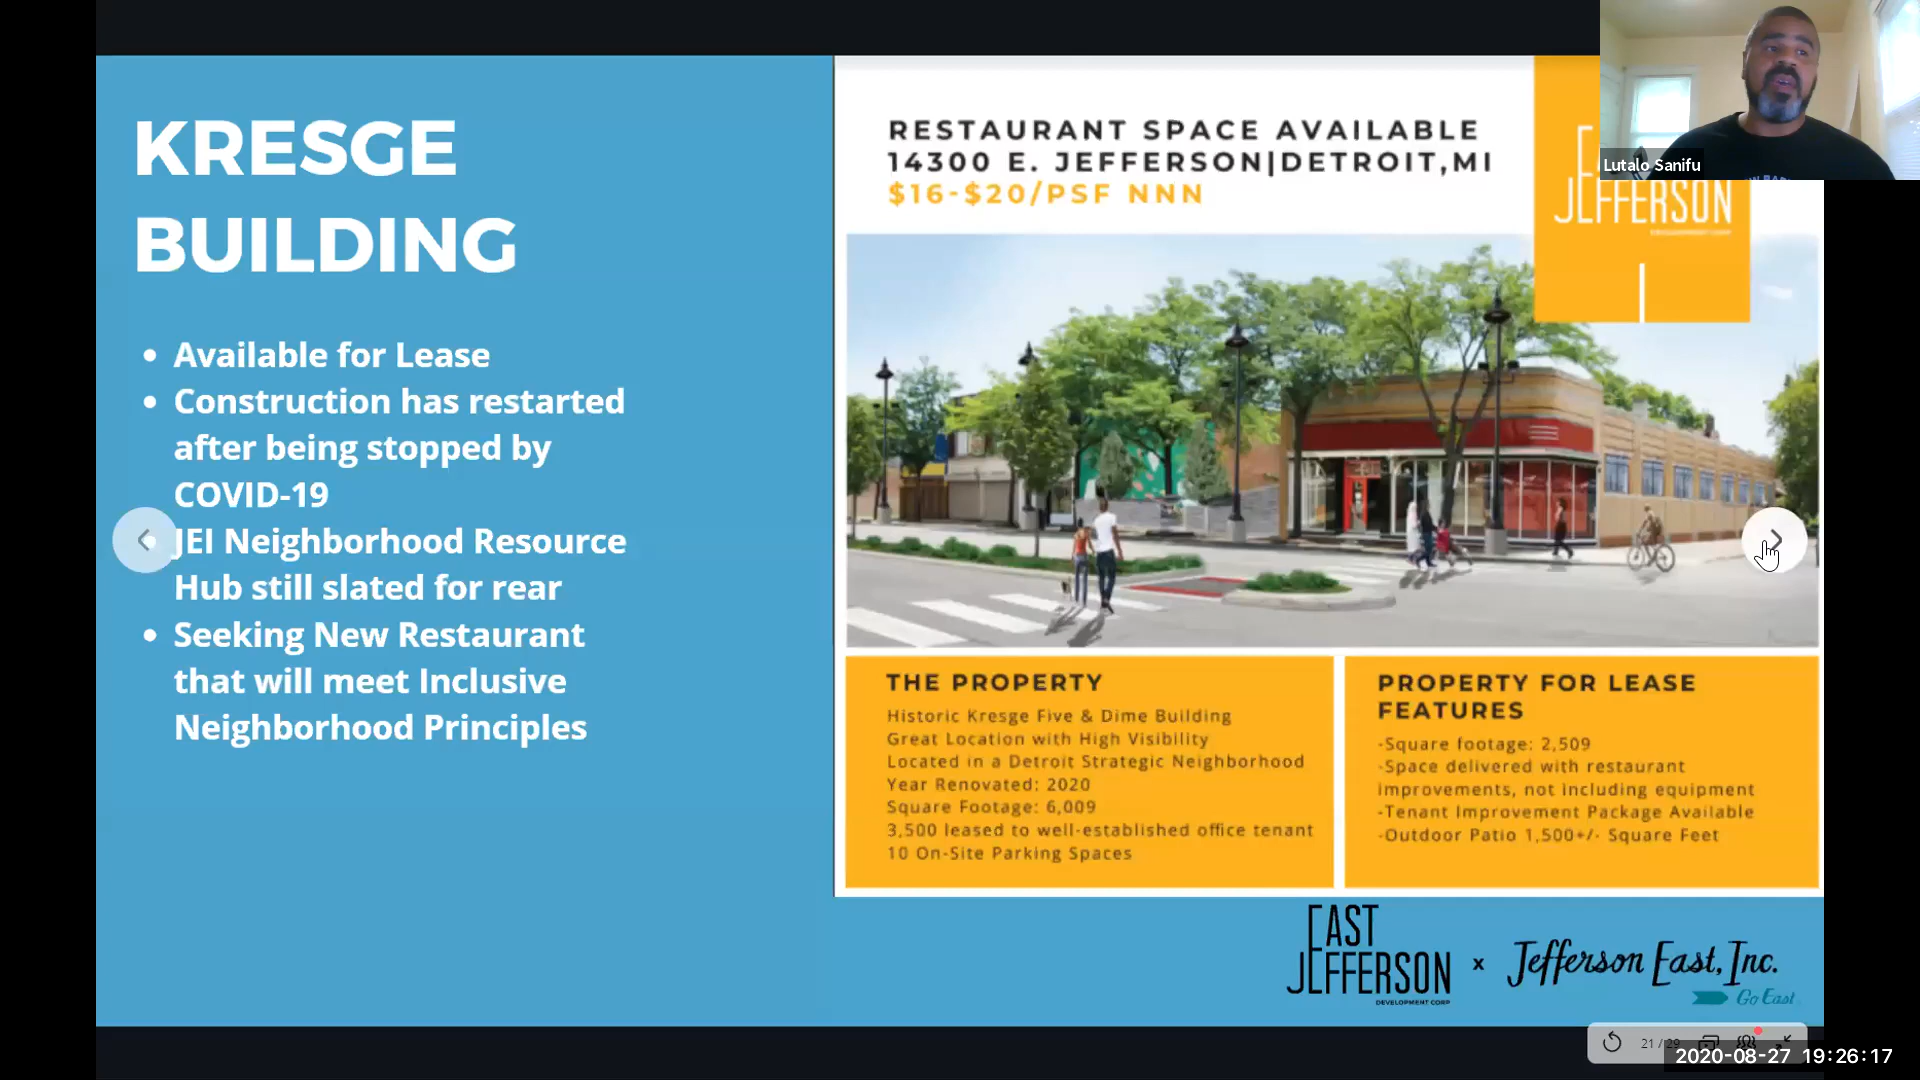 KRESGE
BUILDING
Available for Lease
Construction has restarted
after being stopped by
COVID-19
JEI Neighborhood Resource
Hub still slated for rear
Seeking New Restaurant
that will meet Inclusive
Neighborhood Principles
RESTAURANT SPACE AVAILABLE
14300 E. JEFFERSON|DETROIT,MI
$16-$20/PSF NNN
JEFFERSON
DEVELOPMENT CORP
Lutalo Sanifu
THE PROPERTY
Historic Kresge Five & Dime Building
Great Location with High Visibility
Located in a Detroit Strategic Neighborhood
Year Renovated: 2020
Square Footage: 6,009
3,500 leased to well-established office tenant
10 On-Site Parking Spaces
PROPERTY FOR LEASE
FEATURES
-Square footage: 2,509
-Space delivered with restaurant
improvements, not including equipment
-Tenant Improvement Package Available
-Outdoor Patio 1,500+/- Square Feet
EAST
JEFFERSON
DEVELOPMENT CORP
x
Jefferson East, Inc.
Go East
21 / 29
2020-08-27 19:26:17